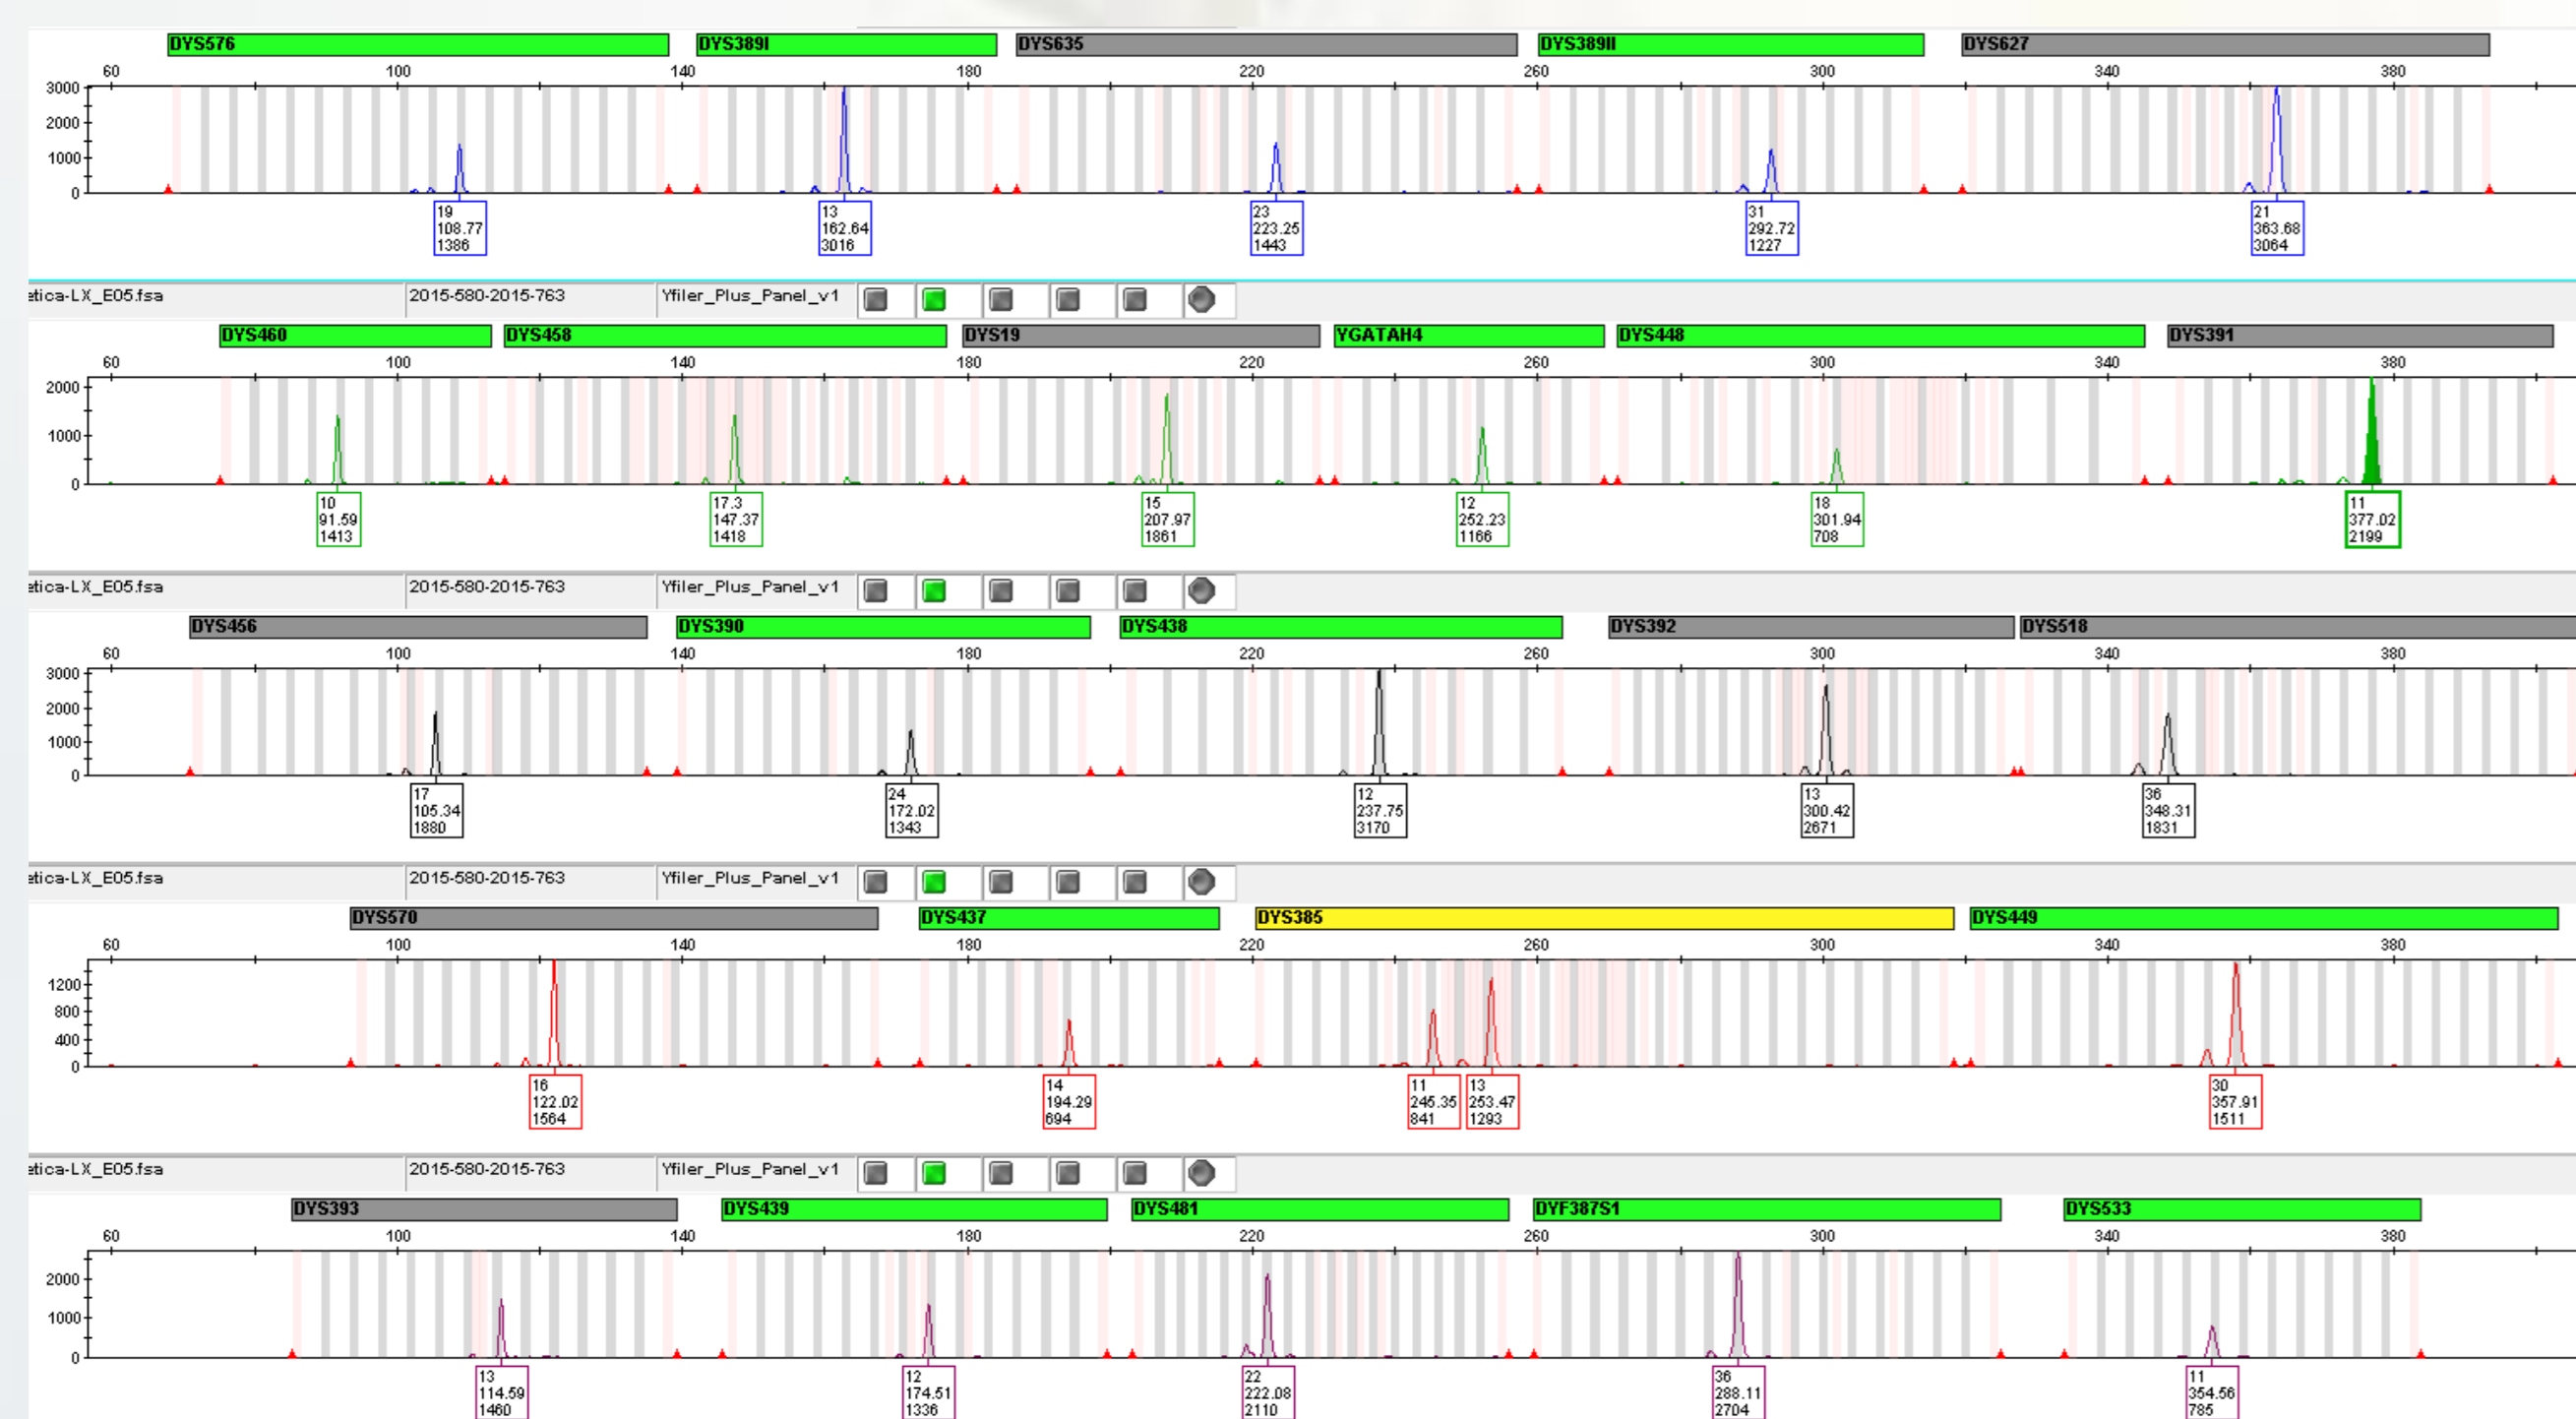 DYS576 DYS389I DYS635 DYS389II DYS627
60 100 140 180 220 260 300 340 380
3000
2000
1000
0
19 13 23 31 21
108.77 162.64 223.25 292.72 363.68
1386 3016 1443 1227 3064
etica-LX_E05.fsa 2015-580-2015-763 Yfiler_Plus_Panel_v1
DYS460 DYS458 DYS19 YGATAH4 DYS448 DYS391
60 100 140 180 220 260 300 340 380
2000
1000
0
10 17.3 15 12 18 11
91.59 147.37 207.97 252.23 301.94 377.02
1413 1418 1861 1166 708 2199
etica-LX_E05.fsa 2015-580-2015-763 Yfiler_Plus_Panel_v1
DYS456 DYS390 DYS438 DYS392 DYS518
60 100 140 180 220 260 300 340 380
3000
2000
1000
0
17 24 12 13 36
105.34 172.02 237.75 300.42 348.31
1880 1343 3170 2671 1831
etica-LX_E05.fsa 2015-580-2015-763 Yfiler_Plus_Panel_v1
DYS570 DYS437 DYS385 DYS449
60 100 140 180 220 260 300 340 380
1200
800
400
0
16 14 11 13 30
122.02 194.29 245.35 253.47 357.91
1564 694 841 1293 1511
etica-LX_E05.fsa 2015-580-2015-763 Yfiler_Plus_Panel_v1
DYS393 DYS439 DYS481 DYF387S1 DYS533
60 100 140 180 220 260 300 340 380
2000
1000
0
13 12 22 36 11
114.59 174.51 222.08 288.11 354.56
1460 1336 2110 2704 785